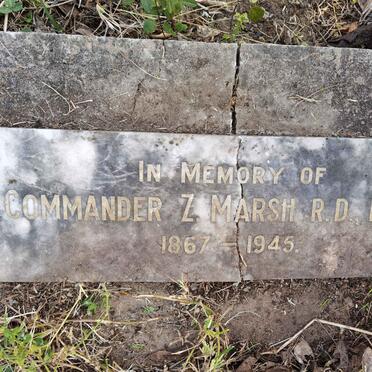 IN MEMORY OF
COMMANDER Z. MARSH R.D.,
1867 – 1945.